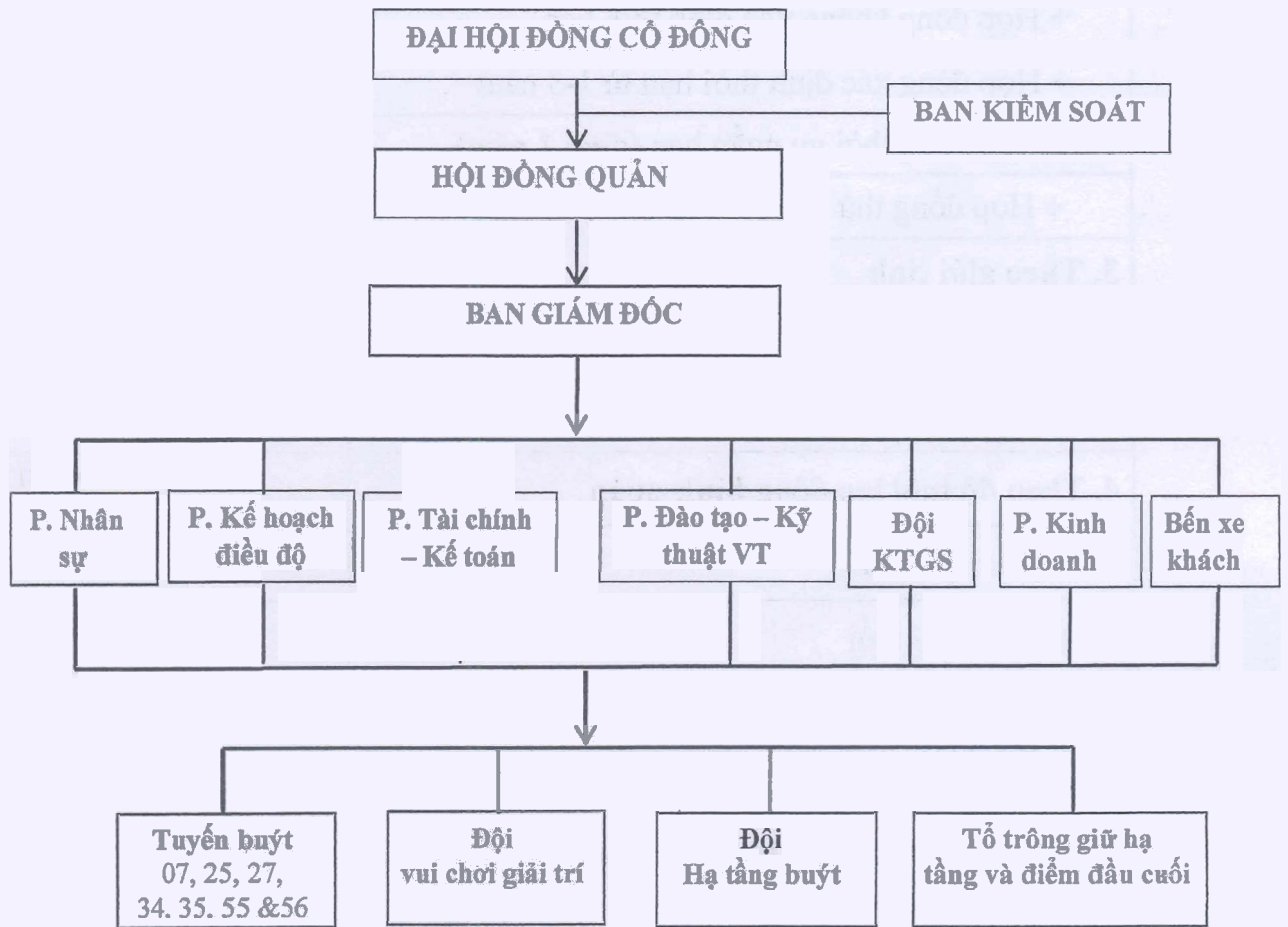 ĐẠI HỘI ĐỒNG CỔ ĐÔNG
BAN KIỂM SOÁT
HỘI ĐỒNG QUẢN
BAN GIÁM ĐỐC
P. Nhân
sự
P. Kế hoạch
điều độ
P. Tài chính
– Kế toán
P. Đào tạo – Kỹ
thuật VT
Đội
KTGS
P. Kinh
doanh
Bến xe
khách
Tuyến buýt
07, 25, 27,
34. 35. 55 &56
Đội
vui chơi giải trí
Đội
Hạ tầng buýt
Tổ trông giữ hạ
tầng và điểm đầu cuối